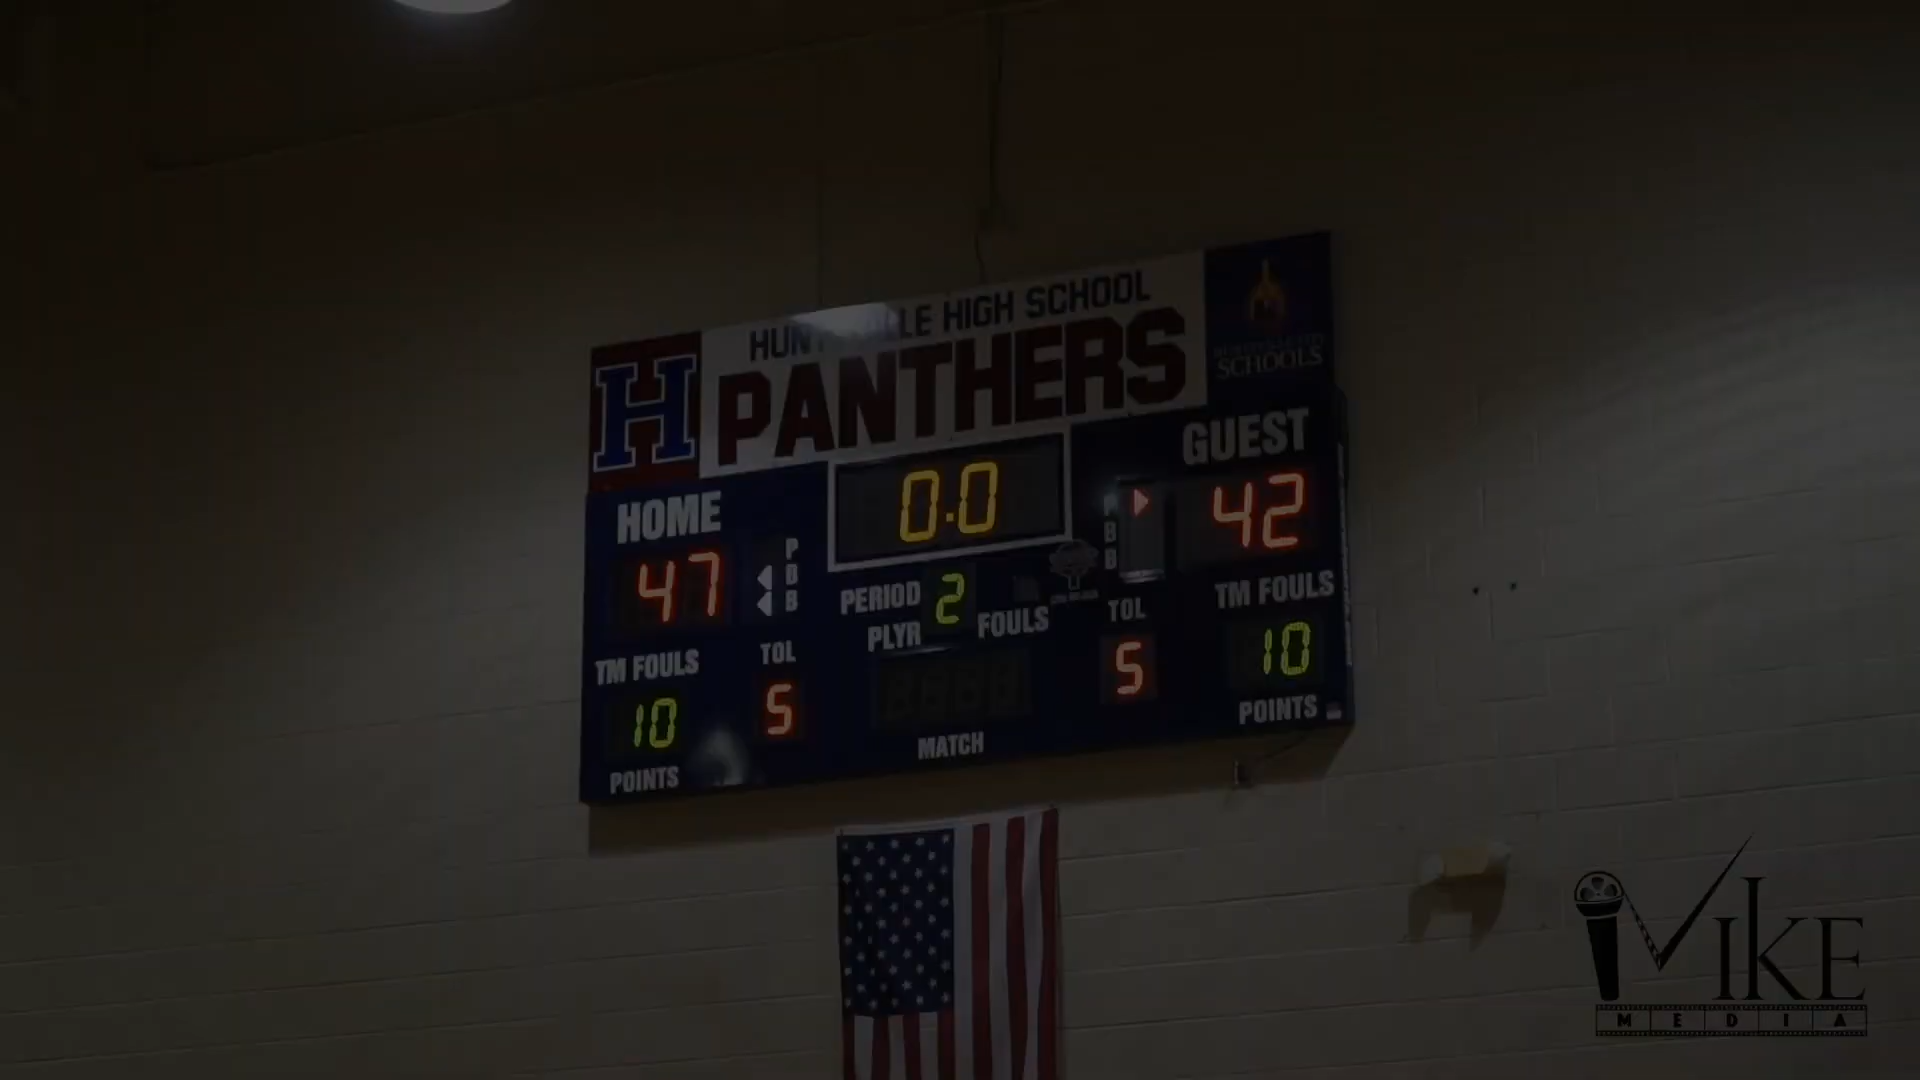 HUNTSVILLE HIGH SCHOOL
PANTHERS
H
SCHOOLS
HOME
47
0.0
GUEST
42
P
B
B
P
O
B
PERIOD 2
PLYR FOULS
TM FOULS
10
TOL
5
TOL
5
TM FOULS
10
POINTS
MATCH
POINTS
MIKE
MEDIA